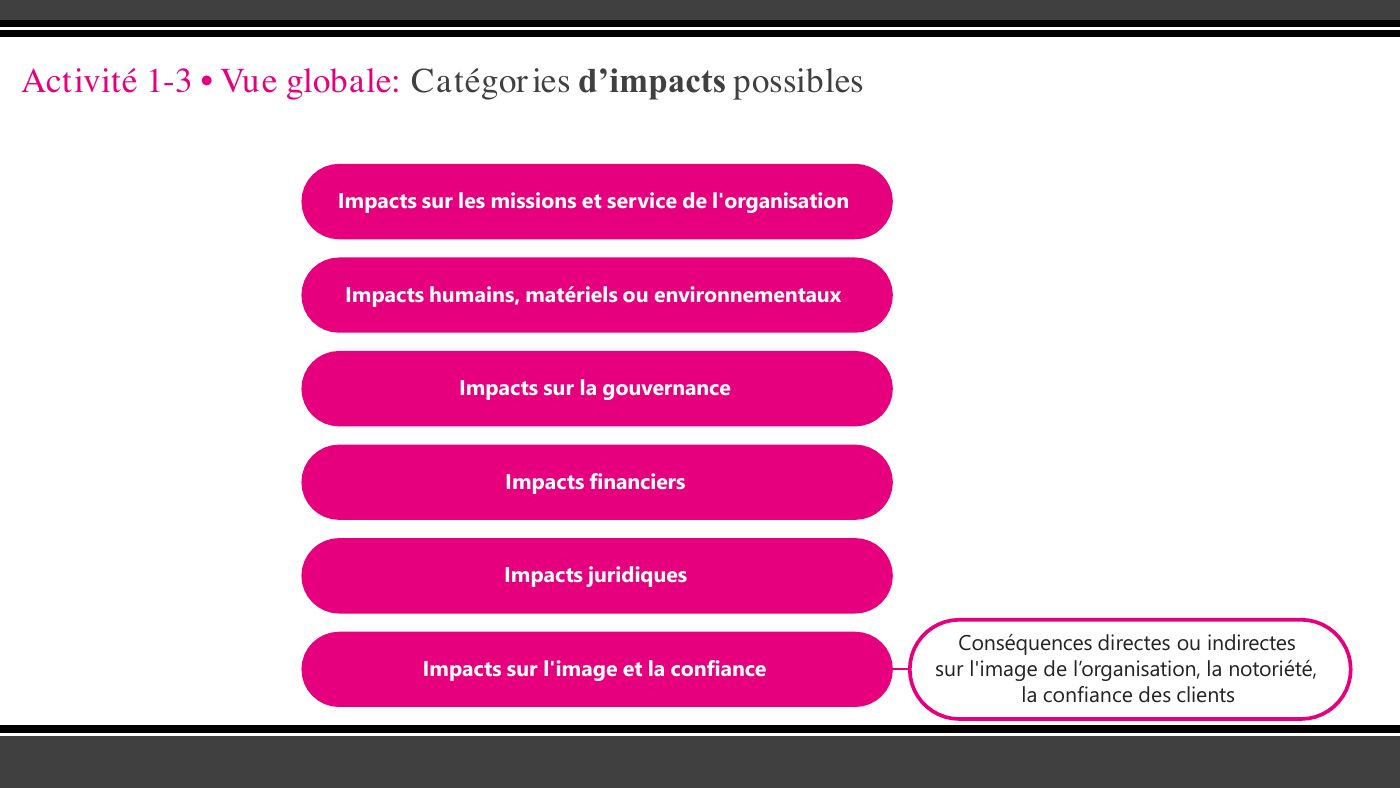 Activité 1-3 • Vue globale: Catégories d’impacts possibles
Impacts sur les missions et service de l'organisation
Impacts humains, matériels ou environnementaux
Impacts sur la gouvernance
Impacts financiers
Impacts juridiques
Impacts sur l'image et la confiance
Conséquences directes ou indirectes
sur l'image de l’organisation, la notoriété,
la confiance des clients